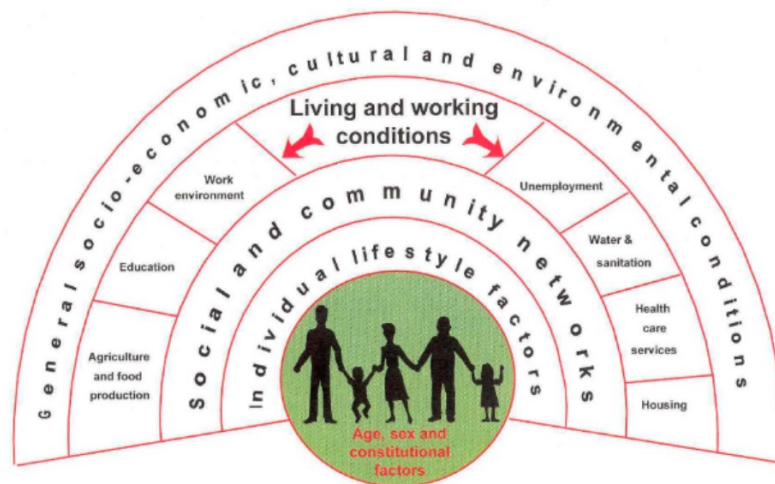 General socio-economic, cultural and environmental conditions
Living and working
conditions
Work
environment
Unemployment
Education
Water &
sanitation
Agriculture
and food
production
Health
care
services
Housing
Social and community networks
Individual lifestyle factors
Age, sex and
constitutional
factors